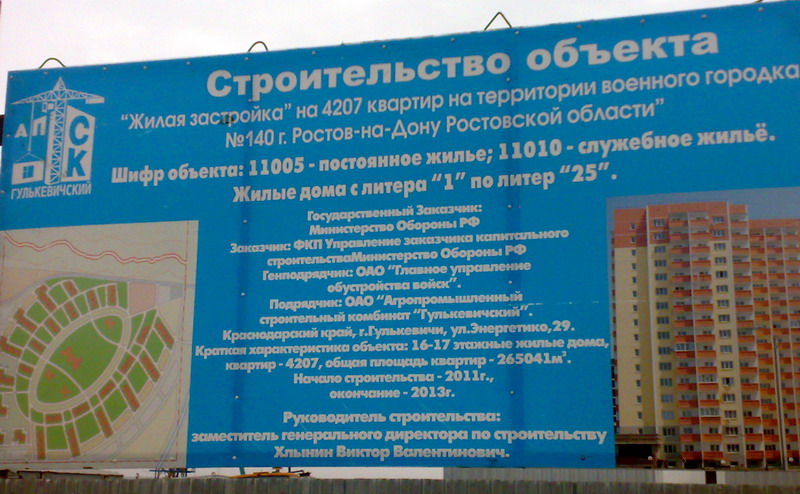 Строительство объекта
"Жилая застройка" на 4207 квартир на территории военного городка
№140 г. Ростов-на-Дону Ростовской области"
Шифр объекта: 11005 - постоянное жилье; 11010 - служебное жильё.
Жилые дома с литера "1" по литер "25".
АПСК
ГУЛЬКЕВИЧСКИЙ
Государственный Заказчик:
Министерство Обороны РФ
Заказчик: ФКП Управление заказчика капитального
строительстваМинистерство Обороны РФ
Генподрядчик: ОАО "Главное управление
обустройства войск".
Подрядчик: ОАО "Агропромышленный
строительный комбинат "Гулькевичский".
Краснодарский край, г.Гулькевичи, ул.Энергетико,29.
Краткая характеристика объекта: 16-17 этажные жилые дома,
квартир - 4207, общая площадь квартир - 265041м².
Начало строительства - 2011г.,
окончание - 2013г.
Руководитель строительства:
заместитель генерального директора по строительству
Хлынин Виктор Валентинович.